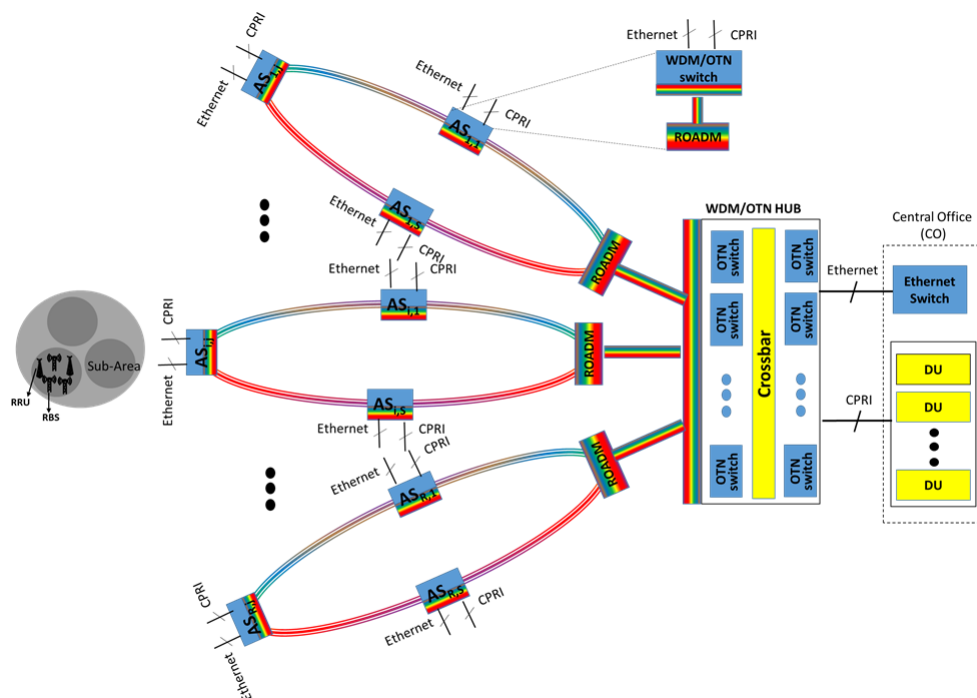 Ethernet
CPRI
WDM/OTN
switch
ROADM
CPRI
Ethernet
AS1,j
Ethernet
CPRI
AS1,1
AS1,S
Ethernet
CPRI
ROADM
WDM/OTN HUB
OTN
switch
OTN
switch
OTN
switch
OTN
switch
OTN
switch
OTN
switch
Crossbar
Central Office
(CO)
Ethernet
Ethernet
Switch
CPRI
DU
DU
DU
Ethernet
CPRI
ASi,1
CPRI
Ethernet
ASi,j
ROADM
ASi,S
Ethernet
CPRI
Sub-Area
RRU
RBS
Ethernet
CPRI
ASR,1
ROADM
CPRI
Ethernet
ASR,j
ASR,S
Ethernet
CPRI